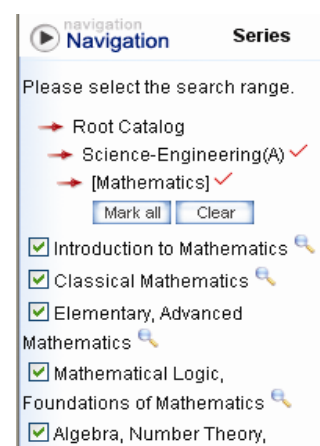 navigation
Navigation Series
Please select the search range.
Root Catalog
Science-Engineering(A)
[Mathematics]
Mark all Clear
Introduction to Mathematics
Classical Mathematics
Elementary, Advanced
Mathematics
Mathematical Logic,
Foundations of Mathematics
Algebra, Number Theory,